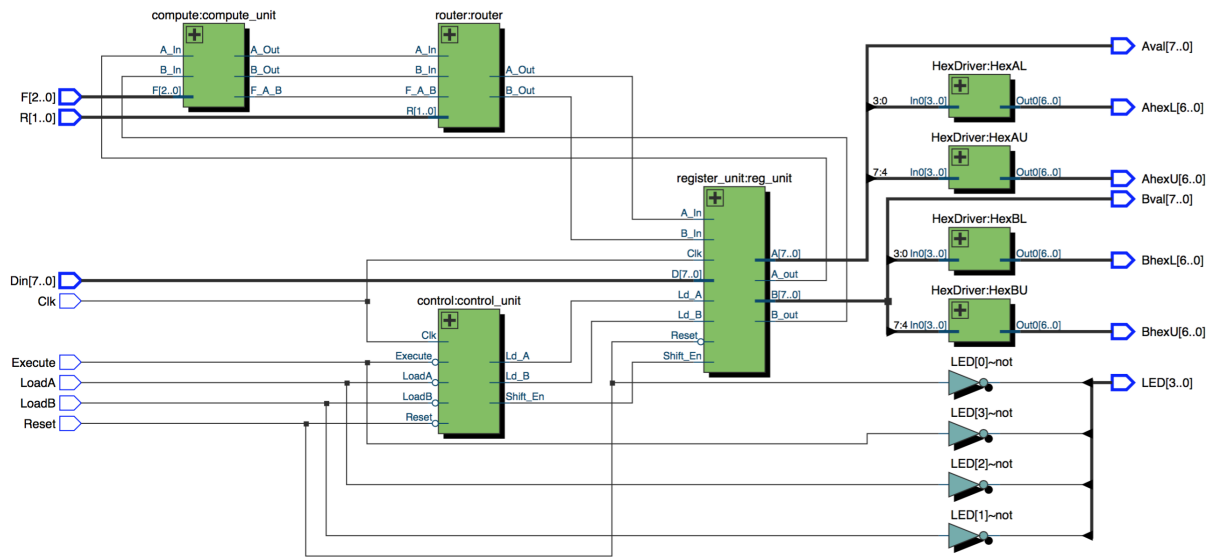 compute:compute_unit
A_In
B_In
F[2..0]
A_Out
B_Out
F_A_B
router:router
A_In
B_In
F_A_B
R[1..0]
A_Out
B_Out
F[2..0]
R[1..0]
Din[7..0]
Clk
Execute
LoadA
LoadB
Reset
control:control_unit
Clk
Execute
LoadA
LoadB
Reset
Ld_A
Ld_B
Shift_En
register_unit:reg_unit
A_In
B_In
Clk
D[7..0]
Ld_A
Ld_B
Reset
Shift_En
A[7..0]
A_out
B[7..0]
B_out
Aval[7..0]
HexDriver:HexAL
3:0
In0[3..0]
Out0[6..0]
AhexL[6..0]
HexDriver:HexAU
7:4
In0[3..0]
Out0[6..0]
AhexU[6..0]
Bval[7..0]
HexDriver:HexBL
3:0
In0[3..0]
Out0[6..0]
BhexL[6..0]
HexDriver:HexBU
7:4
In0[3..0]
Out0[6..0]
BhexU[6..0]
LED[0]~not
LED[3..0]
LED[3]~not
LED[2]~not
LED[1]~not